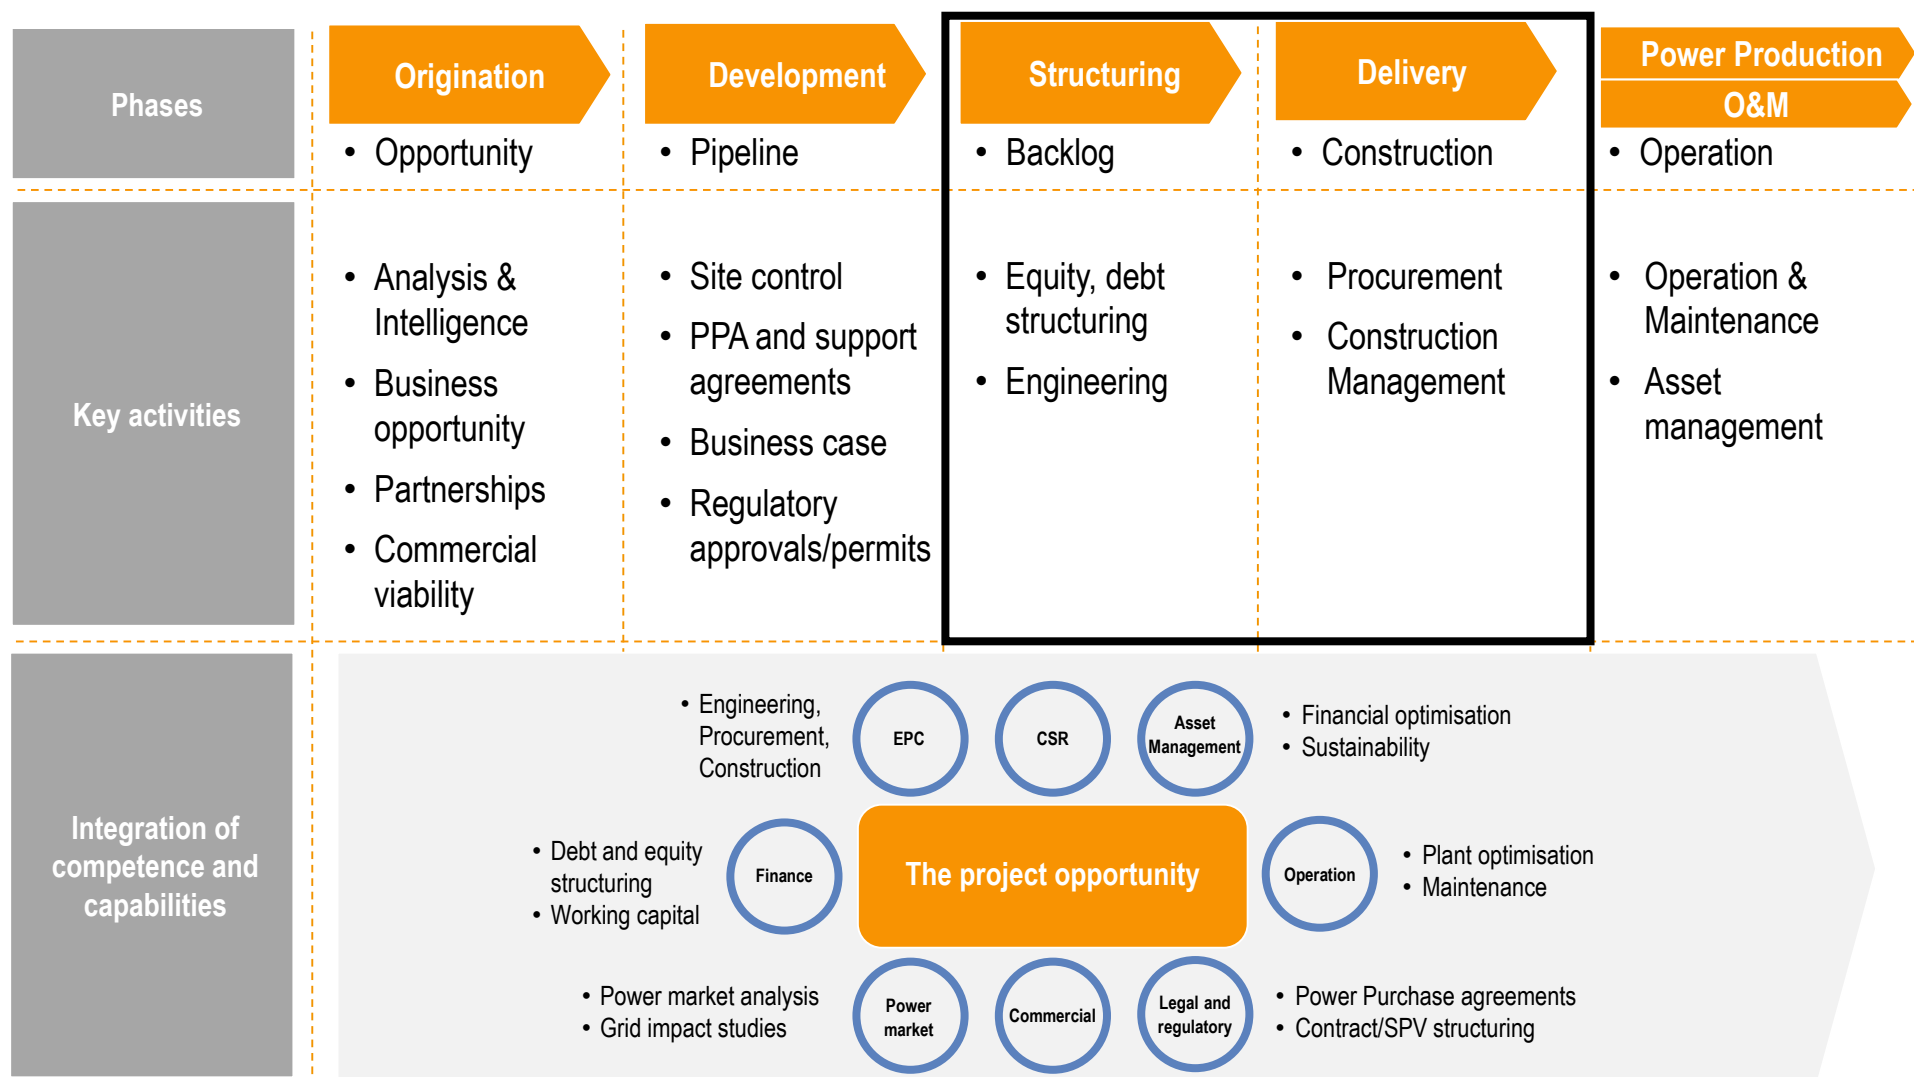 Phases
Origination
Development
Structuring
Delivery
Power Production
O&M
• Opportunity
• Pipeline
• Backlog
• Construction
• Operation
Key activities
• Analysis &
Intelligence
• Business
opportunity
• Partnerships
• Commercial
viability
• Site control
• PPA and support
agreements
• Business case
• Regulatory
approvals/permits
• Equity, debt
structuring
• Engineering
• Procurement
• Construction
Management
• Operation &
Maintenance
• Asset
management
Integration of
competence and
capabilities
• Engineering,
Procurement,
Construction
EPC
CSR
Asset
Management
• Financial optimisation
• Sustainability
• Debt and equity
structuring
• Working capital
Finance
The project opportunity
Operation
• Plant optimisation
• Maintenance
• Power market analysis
• Grid impact studies
Power
market
Commercial
Legal and
regulatory
• Power Purchase agreements
• Contract/SPV structuring